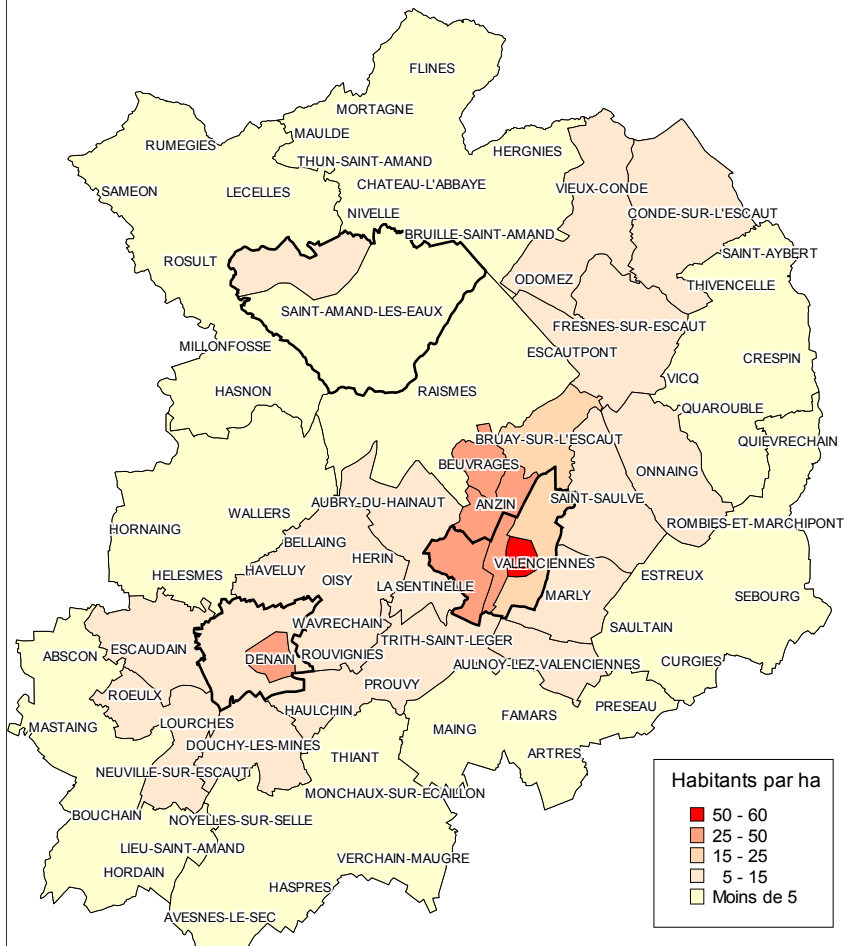 FLINES
MORTAGNE
MAULDE
RUMEGIES
HERGNIES
THUN-SAINT-AMAND
CHATEAU-L'ABBAYE
VIEUX-CONDE
SAMEON
LECELLES
NIVELLE
CONDE-SUR-L'ESCAUT
BRUILLE-SAINT-AMAND
SAINT-AYBERT
ROSULT
ODOMEZ
THIVENCELLE
SAINT-AMAND-LES-EAUX
FRESNES-SUR-ESCAUT
MILLONFOSSE
ESCAUTPONT
CRESPIN
HASNON
RAISMES
VICQ
QUAROUBLE
BRUAY-SUR-L'ESCAUT
QUIEVRECHAIN
BEUVRAGES
ONNAING
AUBRY-DU-HAINAUT
ANZIN
SAINT-SAULVE
WALLERS
HORNAING
ROMBIES-ET-MARCHIPONT
BELLAING
HERIN
VALENCIENNES
HELESMES
HAVELUY
OISY
LA SENTINELLE
ESTREUX
MARLY
SEBOURG
WAVRECHAIN
SAULTAIN
ESCAUDAIN
TRITH-SAINT-LEGER
ABSCON
DENAIN
ROUVIGNIES
AULNOY-LEZ-VALENCIENNES
CURGIES
PROUVY
ROEULX
HAULCHIN
PRESEAU
MASTAING
LOURCHES
FAMARS
MAING
DOUCHY-LES-MINES
THIANT
ARTRES
NEUVILLE-SUR-ESCAUT
MONCHAUX-SUR-ECAILLON
BOUCHAIN
NOYELLES-SUR-SELLE
LIEU-SAINT-AMAND
VERCHAIN-MAUGRE
HORDAIN
HASPRES
AVESNES-LE-SEC
Habitants par ha
50 - 60
25 - 50
15 - 25
5 - 15
Moins de 5